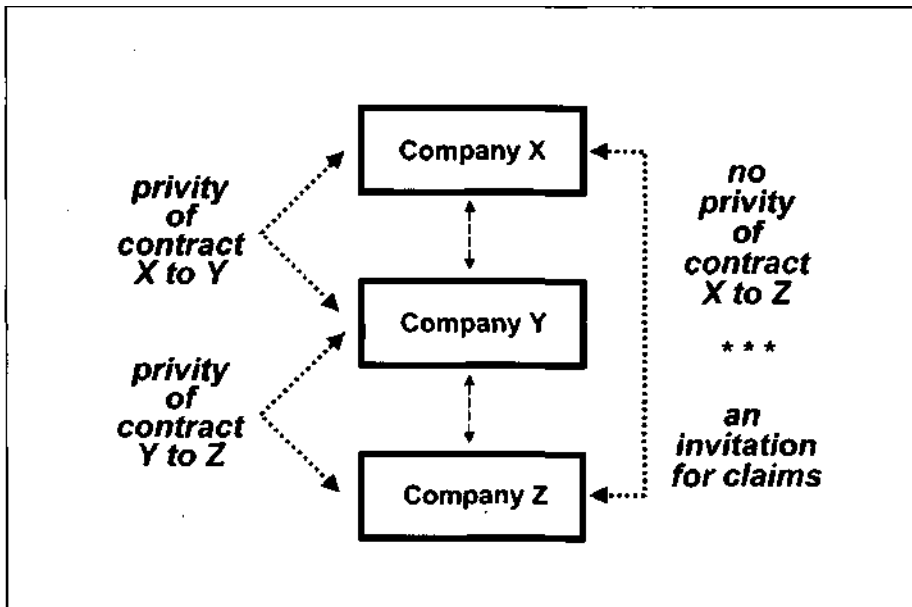 Company X
privity
of
contract
X to Y
no
privity
of
contract
X to Z
Company Y
* * *
privity
of
contract
Y to Z
an
invitation
for claims
Company Z